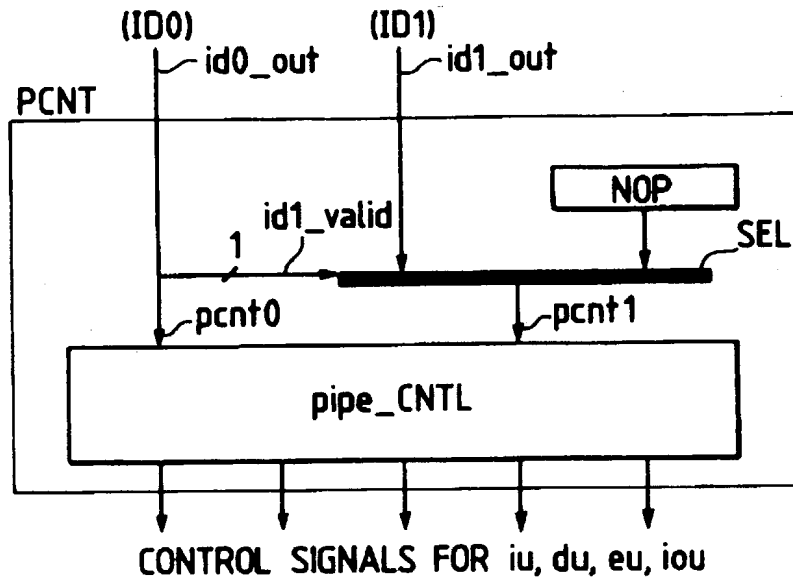 (ID0) (ID1)
id0_out id1_out
PCNT
NOP
id1_valid
1
SEL
pcnt0 pcnt1
pipe_CNTL
CONTROL SIGNALS FOR iu, du, eu, iou